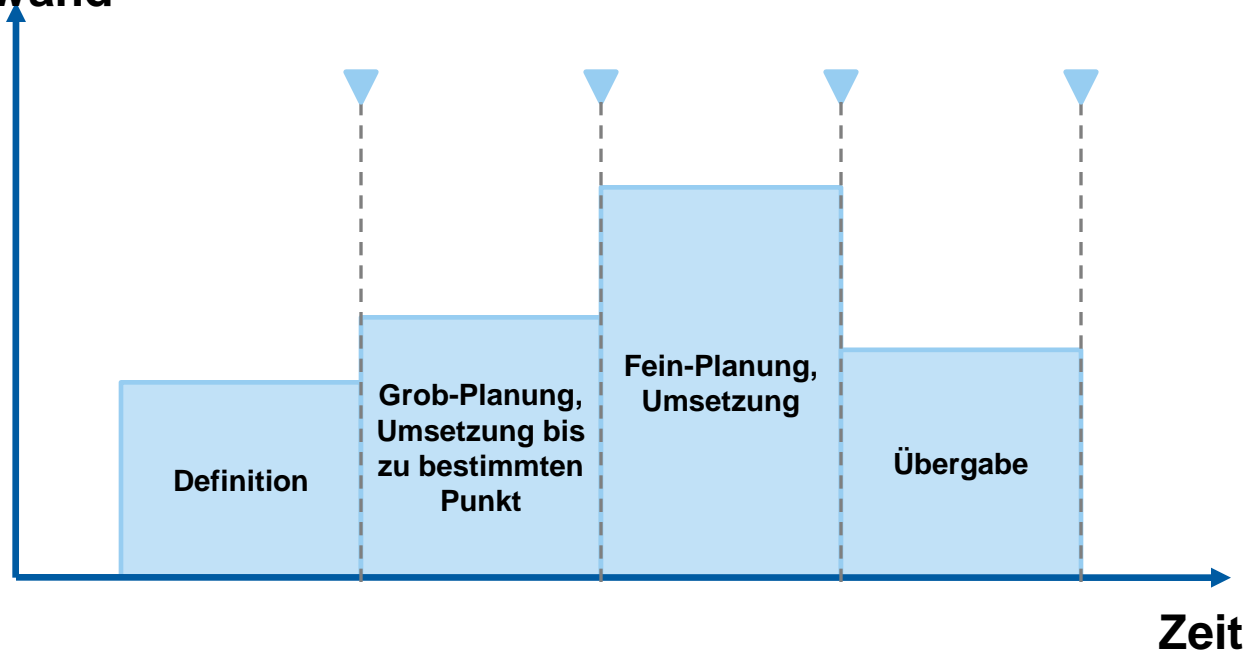 Definition
Grob-Planung,
Umsetzung bis
zu bestimmten
Punkt
Fein-Planung,
Umsetzung
Übergabe
Zeit